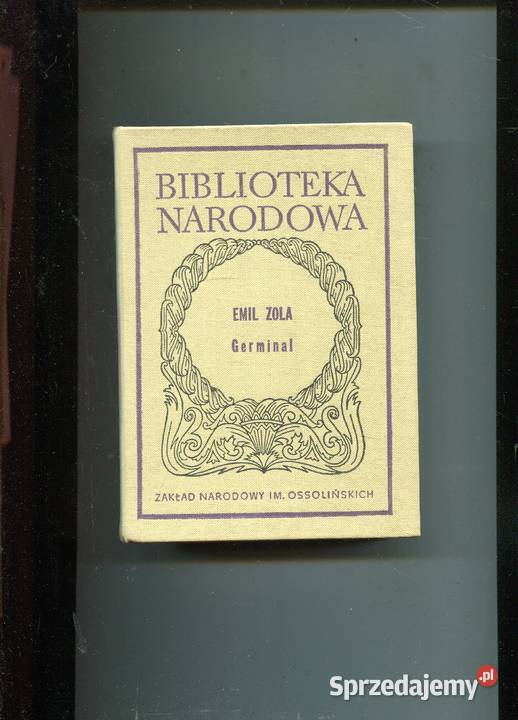 BIBLIOTEKA
NARODOWA
EMIL ZOLA
Germinal
ZAKŁAD NARODOWY IM. OSSOLIŃSKICH
Sprzedajemy.pl